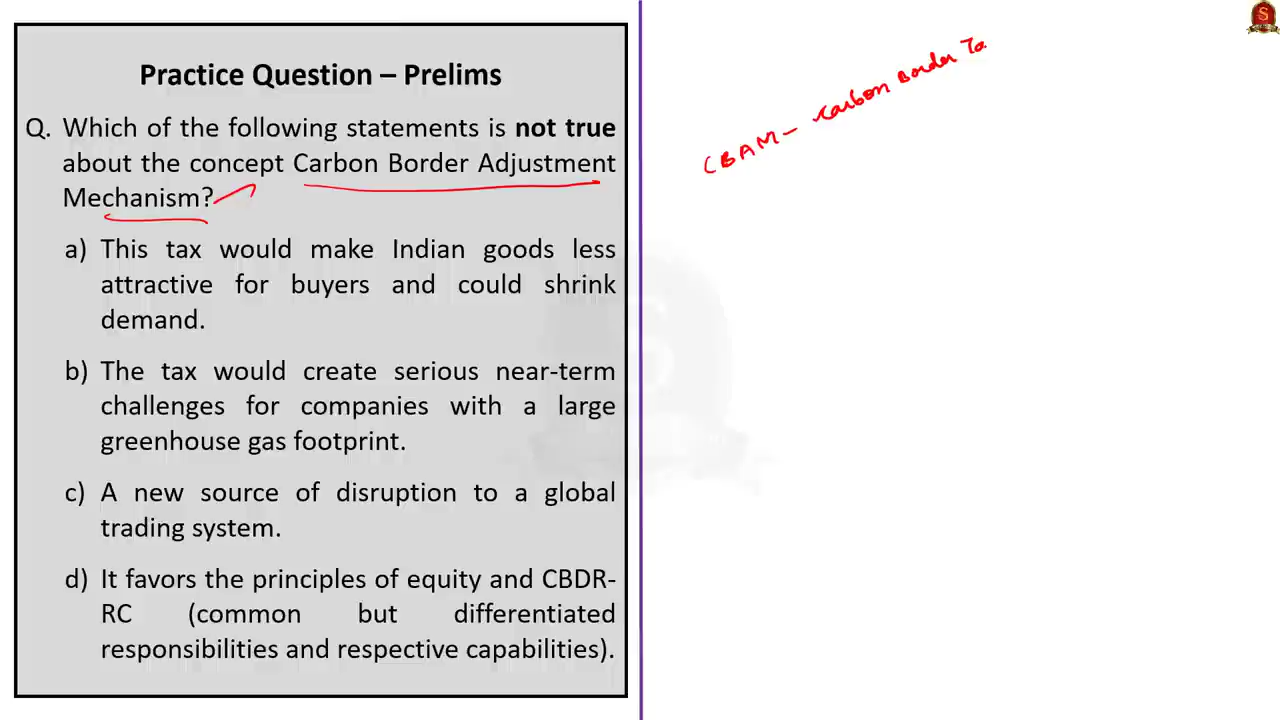 Practice Question – Prelims
Q. Which of the following statements is not true
about the concept Carbon Border Adjustment
Mechanism?
a) This tax would make Indian goods less
attractive for buyers and could shrink
demand.
b) The tax would create serious near-term
challenges for companies with a large
greenhouse gas footprint.
c) A new source of disruption to a global
trading system.
d) It favors the principles of equity and CBDR-
RC (common but differentiated
responsibilities and respective capabilities).
CBAM – Carbon Border Ta
S